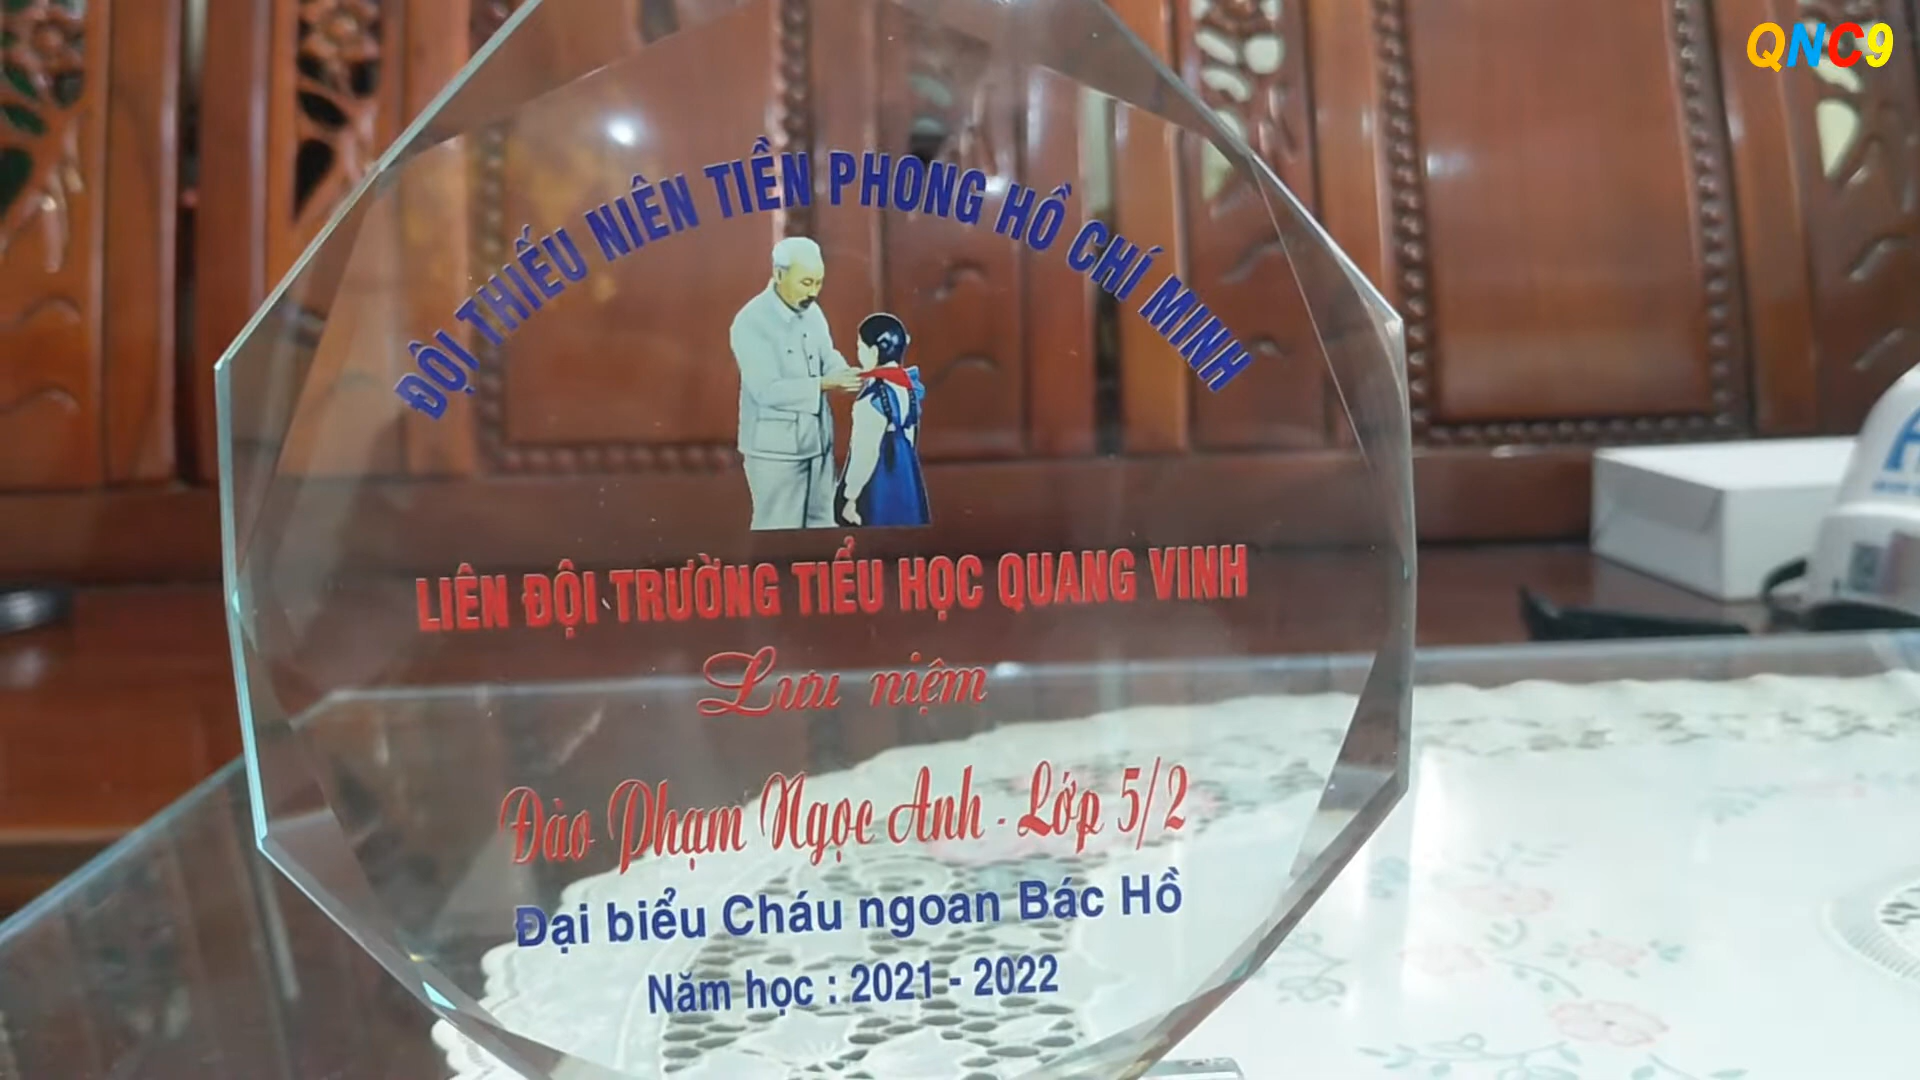 QNC9
ĐỘI THIẾU NIÊN TIỀN PHONG HỒ CHÍ MINH
LIÊN ĐỘI TRƯỜNG TIỂU HỌC QUANG VINH
Lưu niệm
Đào Phạm Ngọc Anh - Lớp 5/2
Đại biểu Cháu ngoan Bác Hồ
Năm học : 2021 - 2022